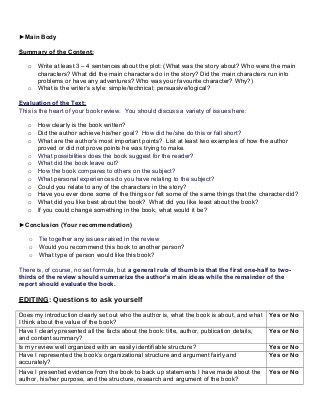 ►Main Body
Summary of the Content:
o Write at least 3 – 4 sentences about the plot: (What was the story about? Who were the main
characters? What did the main characters do in the story? Did the main characters run into
problems or have any adventures? Who was your favourite character? Why?)
o What is the writer's style: simple/technical; persuasive/logical?
Evaluation of the Text:
This is the heart of your book review. You should discuss a variety of issues here:
o How clearly is the book written?
o Did the author achieve his/her goal? How did he/she do this or fall short?
o What are the author's most important points? List at least two examples of how the author
proved or did not prove points he was trying to make.
o What possibilities does the book suggest for the reader?
o What did the book leave out?
o How the book compares to others on the subject?
o What personal experiences do you have relating to the subject?
o Could you relate to any of the characters in the story?
o Have you ever done some of the things or felt some of the same things that the character did?
o What did you like best about the book? What did you like least about the book?
o If you could change something in the book, what would it be?
►Conclusion (Your recommendation)
o Tie together any issues raised in the review
o Would you recommend this book to another person?
o What type of person would like this book?
There is, of course, no set formula, but a general rule of thumb is that the first one-half to two-
thirds of the review should summarize the author's main ideas while the remainder of the
report should evaluate the book.
EDITING: Questions to ask yourself
Does my introduction clearly set out who the author is, what the book is about, and what Yes or No
I think about the value of the book?
Have I clearly presented all the facts about the book: title, author, publication details, Yes or No
and content summary?
Is my review well organized with an easily identifiable structure? Yes or No
Have I represented the book's organizational structure and argument fairly and Yes or No
accurately?
Have I presented evidence from the book to back up statements I have made about the Yes or No
author, his/her purpose, and the structure, research and argument of the book?